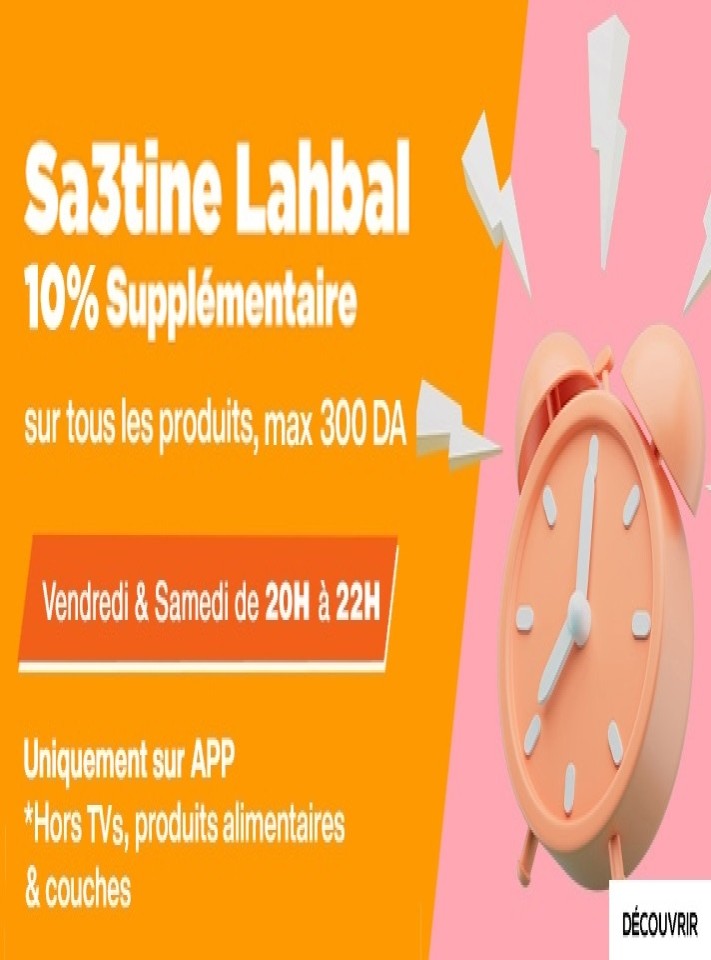 Sa3tine Lahbal
10% Supplémentaire
sur tous les produits, max 300 DA
Vendredi & Samedi de 20H à 22H
Uniquement sur APP
*Hors TVs, produits alimentaires
& couches
DÉCOUVRIR